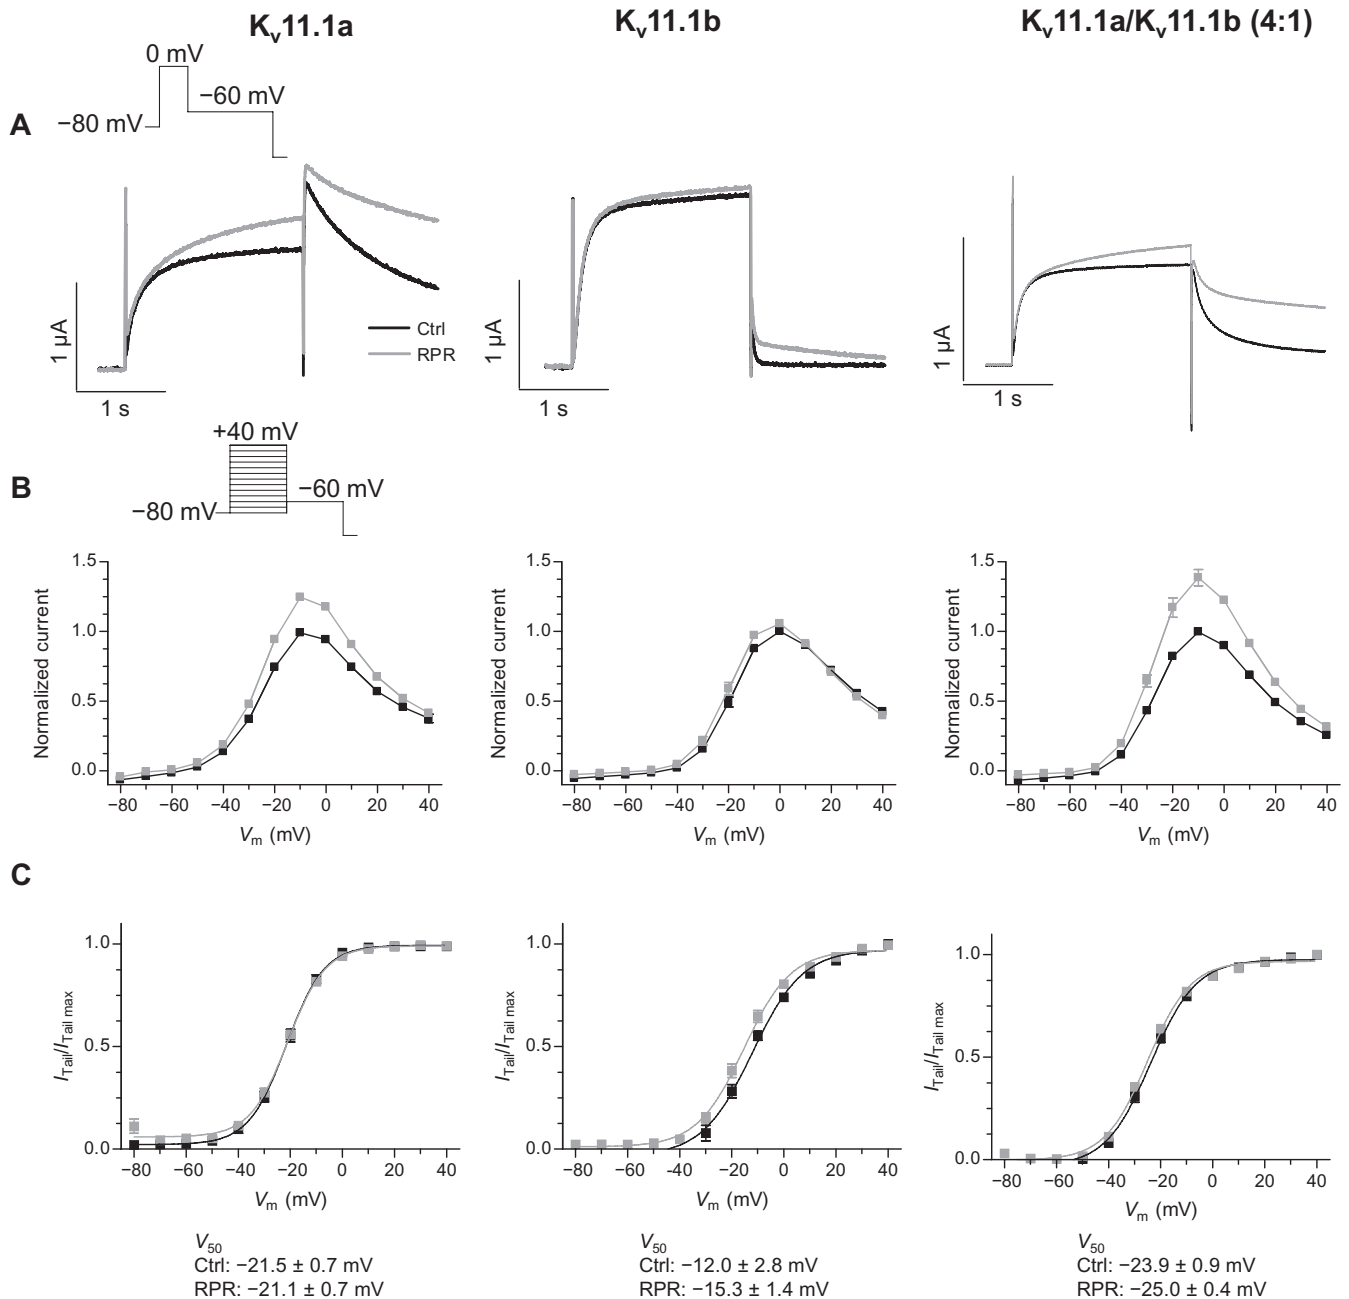 Kv11.1a
Kv11.1b
Kv11.1a/Kv11.1b (4:1)
A
0 mV
−60 mV
−80 mV
1 µA
1 s
Ctrl
RPR
1 µA
1 s
1 µA
1 s
B
+40 mV
−60 mV
−80 mV
Normalized current
1.5
1.0
0.5
0.0
−80 −60 −40 −20 0 20 40
Vm (mV)
Normalized current
1.5
1.0
0.5
0.0
−80 −60 −40 −20 0 20 40
Vm (mV)
Normalized current
1.5
1.0
0.5
0.0
−80 −60 −40 −20 0 20 40
Vm (mV)
C
ITail/ITail max
1.0
0.5
0.0
−80 −60 −40 −20 0 20 40
Vm (mV)
V50
Ctrl: −21.5 ± 0.7 mV
RPR: −21.1 ± 0.7 mV
ITail/ITail max
1.0
0.5
0.0
−80 −60 −40 −20 0 20 40
Vm (mV)
V50
Ctrl: −12.0 ± 2.8 mV
RPR: −15.3 ± 1.4 mV
ITail/ITail max
1.0
0.5
0.0
−80 −60 −40 −20 0 20 40
Vm (mV)
V50
Ctrl: −23.9 ± 0.9 mV
RPR: −25.0 ± 0.4 mV